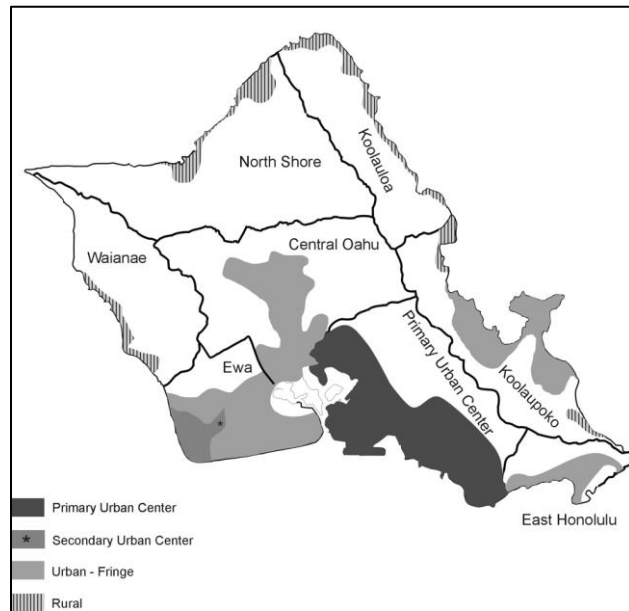 North Shore
Koolauloa
Waianae
Central Oahu
Ewa
Primary Urban Center
Koolaupoko
*
East Honolulu
Primary Urban Center
* Secondary Urban Center
Urban - Fringe
Rural